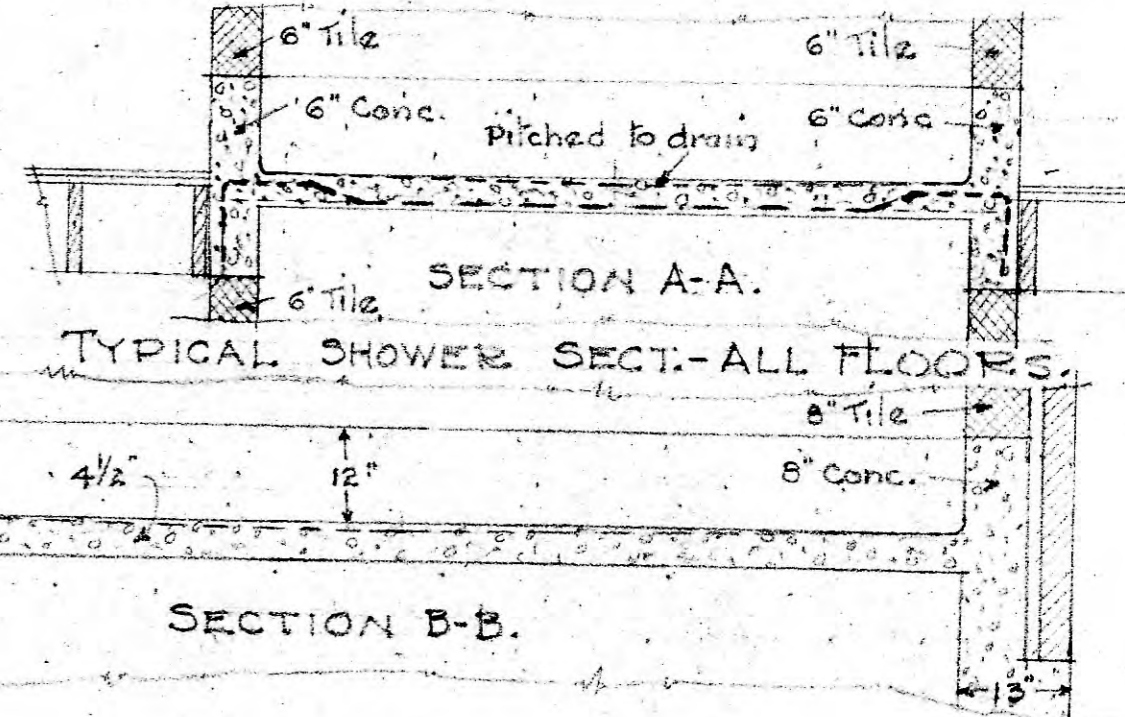 6" Tile
6" Tile
6" Conc.
6" Conc
Pitched to drain
SECTION A-A.
6" Tile
TYPICAL SHOWER SECT.-ALL FLOORS.
8" Tile
4½"
12"
8" Conc.
SECTION B-B.
13"